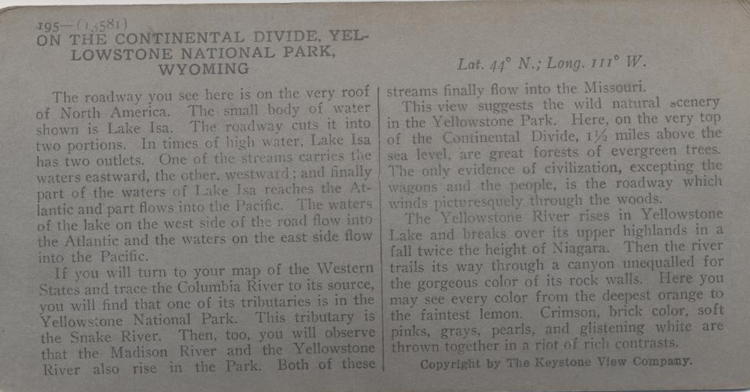 195—(13581)
ON THE CONTINENTAL DIVIDE, YEL-
LOWSTONE NATIONAL PARK,
WYOMING
Lat. 44° N.; Long. 111° W.
The roadway you see here is on the very roof
of North America. The small body of water
shown is Lake Isa. The roadway cuts it into
two portions. In times of high water, Lake Isa
has two outlets. One of the streams carries the
waters eastward, the other, westward; and finally
part of the waters of Lake Isa reaches the At-
lantic and part flows into the Pacific. The waters
of the lake on the west side of the road flow into
the Atlantic and the waters on the east side flow
into the Pacific.
If you will turn to your map of the Western
States and trace the Columbia River to its source,
you will find that one of its tributaries is in the
Yellowstone National Park. This tributary is
the Snake River. Then, too, you will observe
that the Madison River and the Yellowstone
River also rise in the Park. Both of these
streams finally flow into the Missouri.
This view suggests the wild natural scenery
in the Yellowstone Park. Here, on the very top
of the Continental Divide, 1½ miles above the
sea level, are great forests of evergreen trees.
The only evidence of civilization, excepting the
wagons and the people, is the roadway which
winds picturesquely through the woods.
The Yellowstone River rises in Yellowstone
Lake and breaks over its upper highlands in a
fall twice the height of Niagara. Then the river
trails its way through a canyon unequalled for
the gorgeous color of its rock walls. Here you
may see every color from the deepest orange to
the faintest lemon. Crimson, brick color, soft
pinks, grays, pearls, and glistening white are
thrown together in a riot of rich contrasts.
Copyright by The Keystone View Company.